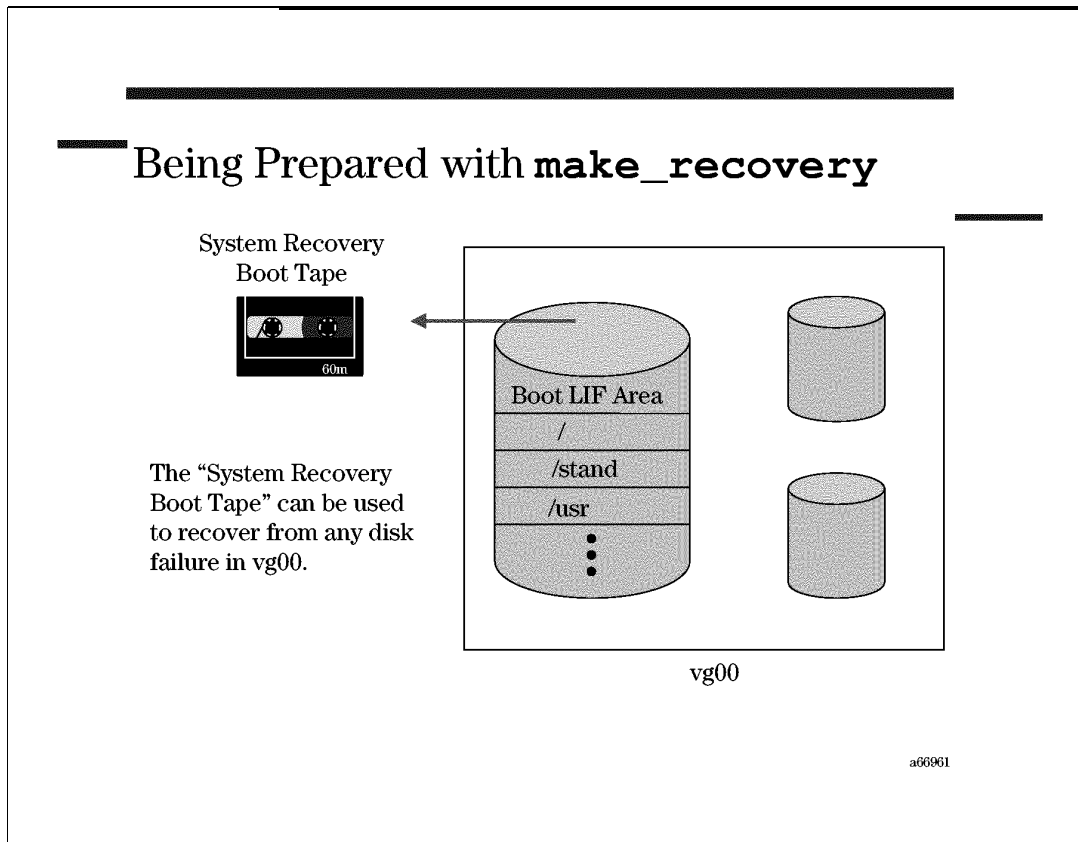 Being Prepared with make_recovery
System Recovery
Boot Tape
60m
The “System Recovery
Boot Tape” can be used
to recover from any disk
failure in vg00.
Boot LIF Area
/
/stand
/usr
vg00
a66961